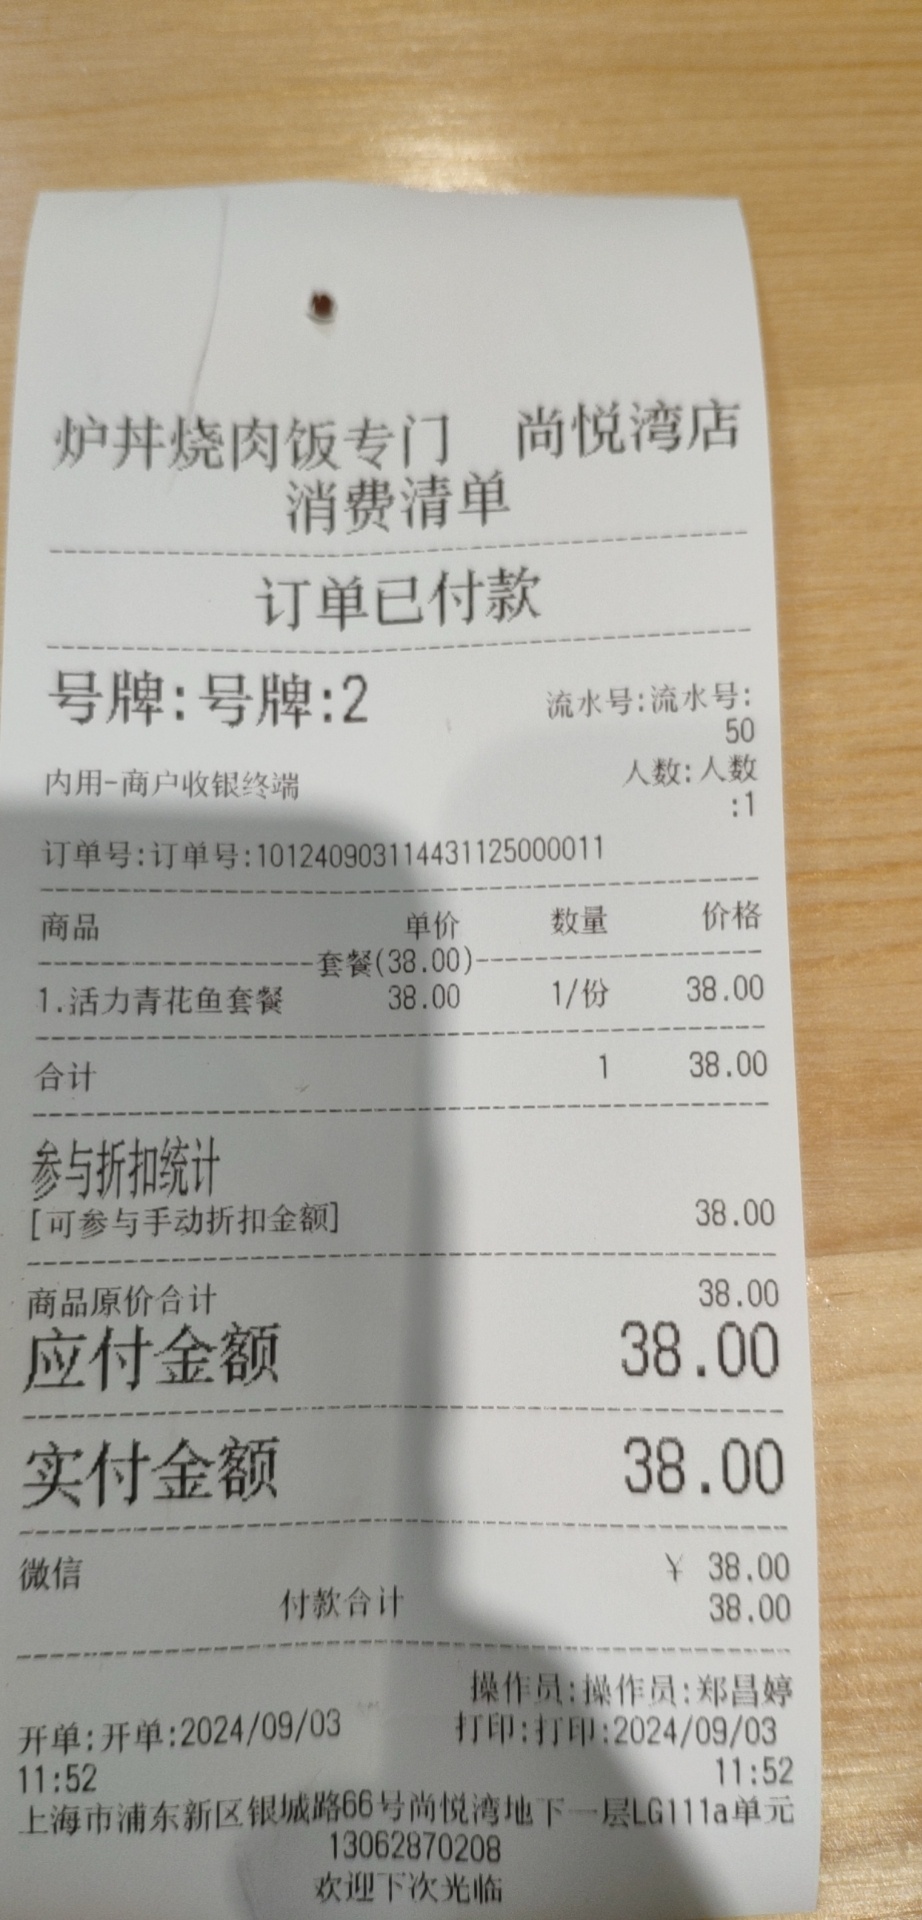 炉丼烧肉饭专门 尚悦湾店
消费清单
订单已付款
号牌:号牌:2 流水号:流水号:
50
内用-商户收银终端 人数:人数
:1
订单号:订单号:101240903114431125000011
商品 单价 数量 价格
套餐(38.00)
1.活力青花鱼套餐 38.00 1/份 38.00
合计 1 38.00
参与折扣统计
[可参与手动折扣金额] 38.00
商品原价合计 38.00
应付金额 38.00
实付金额 38.00
微信 ¥ 38.00
付款合计 38.00
操作员:操作员:郑昌婷
开单:开单:2024/09/03 打印:打印:2024/09/03
11:52 11:52
上海市浦东新区银城路66号尚悦湾地下一层LG111a单元
13062870208
欢迎下次光临